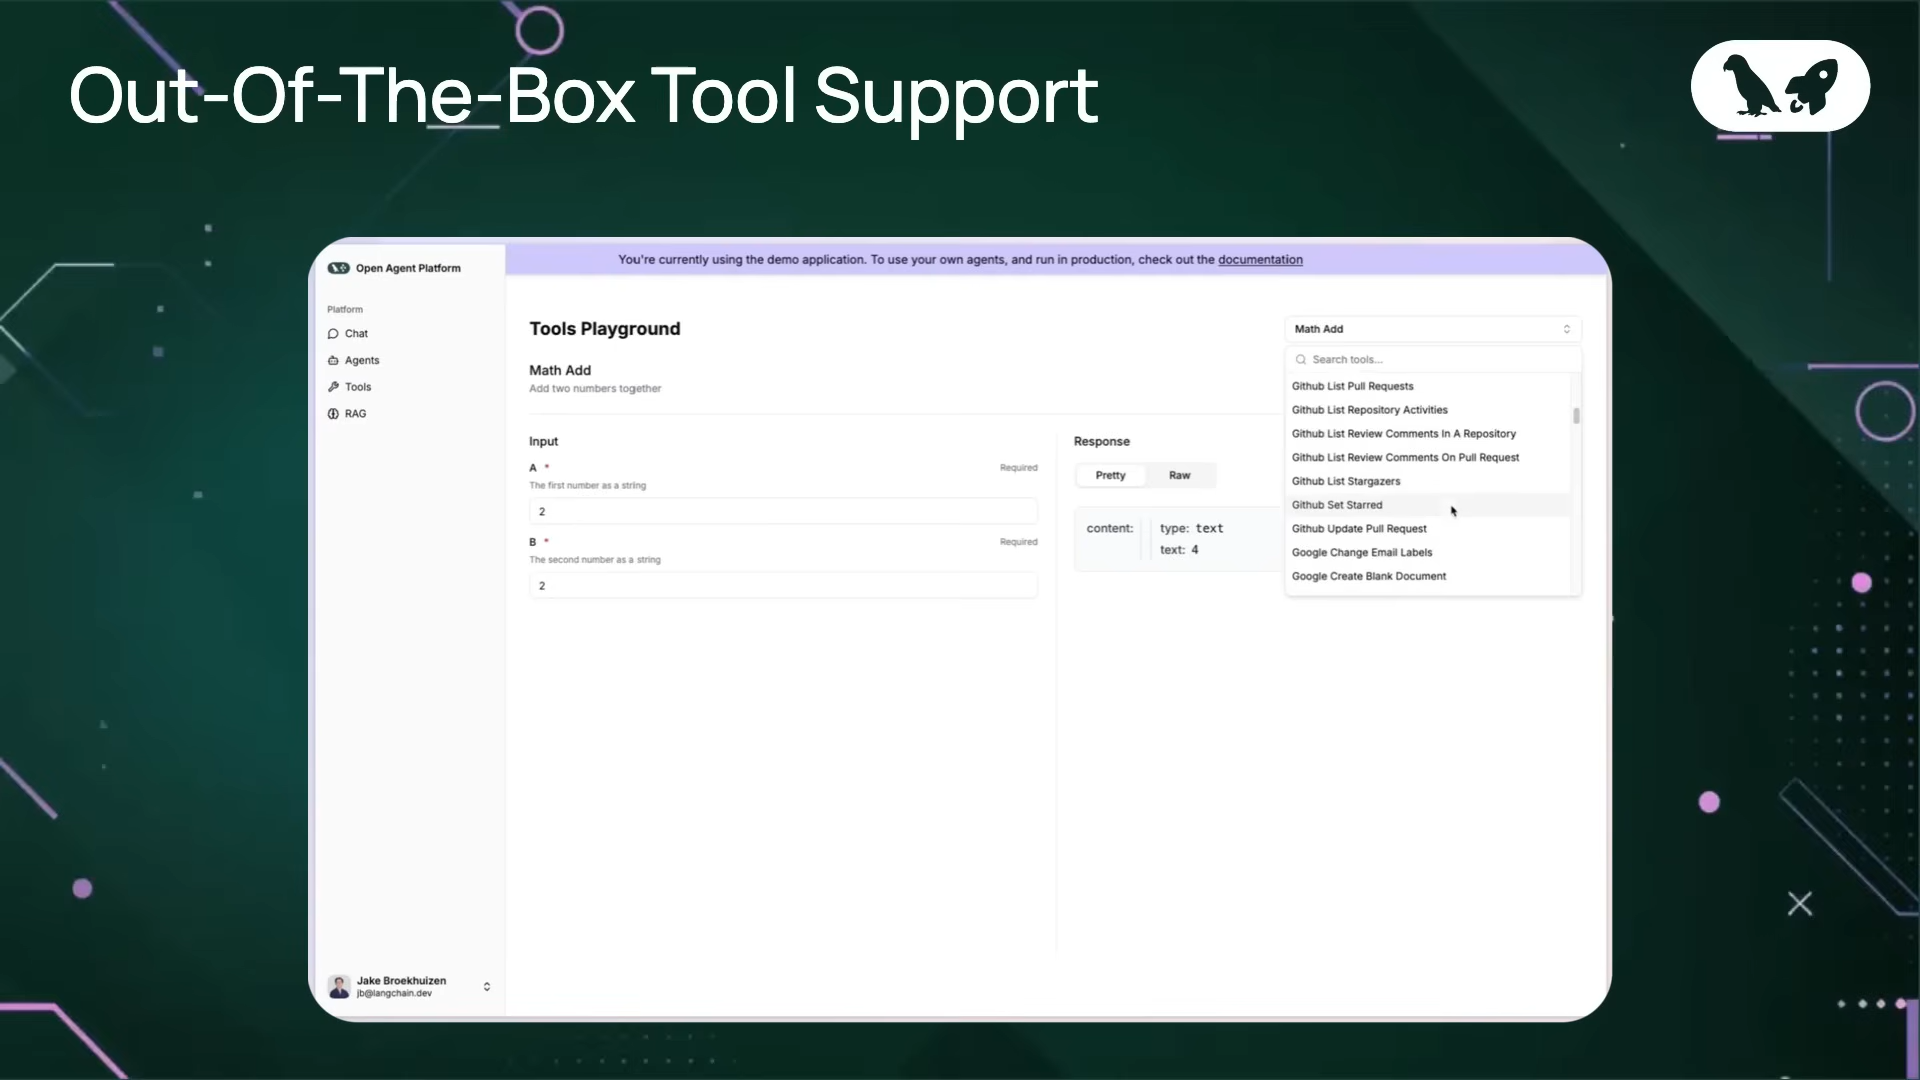 Out-Of-The-Box Tool Support
Open Agent Platform
You're currently using the demo application. To use your own agents, and run in production, check out the documentation
Platform
Chat
Agents
Tools
RAG
Tools Playground
Math Add
Add two numbers together
Input
A *
Required
The first number as a string
2
B *
Required
The second number as a string
2
Response
Pretty
Raw
content:
type: text
text: 4
Math Add
Search tools...
Github List Pull Requests
Github List Repository Activities
Github List Review Comments In A Repository
Github List Review Comments On Pull Request
Github List Stargazers
Github Set Starred
Github Update Pull Request
Google Change Email Labels
Google Create Blank Document
Jake Broekhuizen
jb@langchain.dev